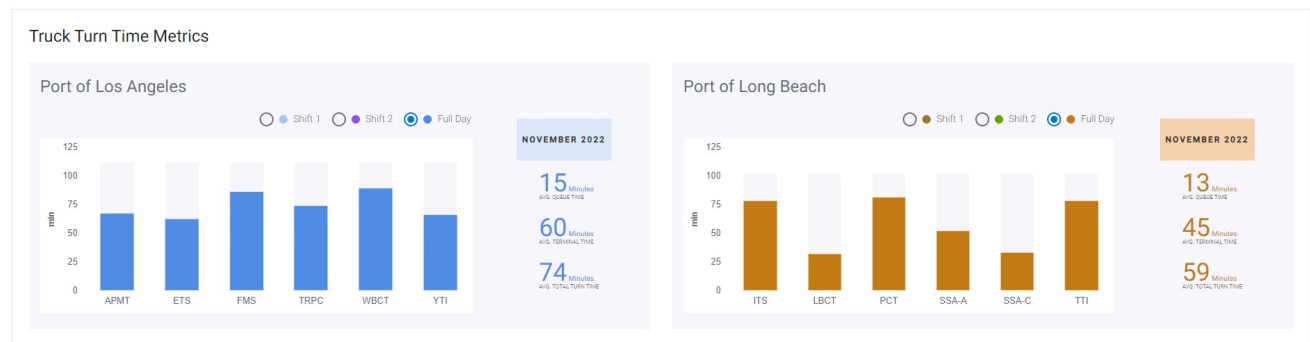 Truck Turn Time Metrics
Port of Los Angeles
Shift 1 Shift 2 Full Day
NOVEMBER 2022
125
100
75
50
25
0
min
APMT ETS FMS TRPC WBCT YTI
15 Minutes
AVG. QUEUE TIME
60 Minutes
AVG. TERMINAL TIME
74 Minutes
AVG. TOTAL TURN TIME
Port of Long Beach
Shift 1 Shift 2 Full Day
NOVEMBER 2022
125
100
75
50
25
0
min
ITS LBCT PCT SSA-A SSA-C TTI
13 Minutes
AVG. QUEUE TIME
45 Minutes
AVG. TERMINAL TIME
59 Minutes
AVG. TOTAL TURN TIME